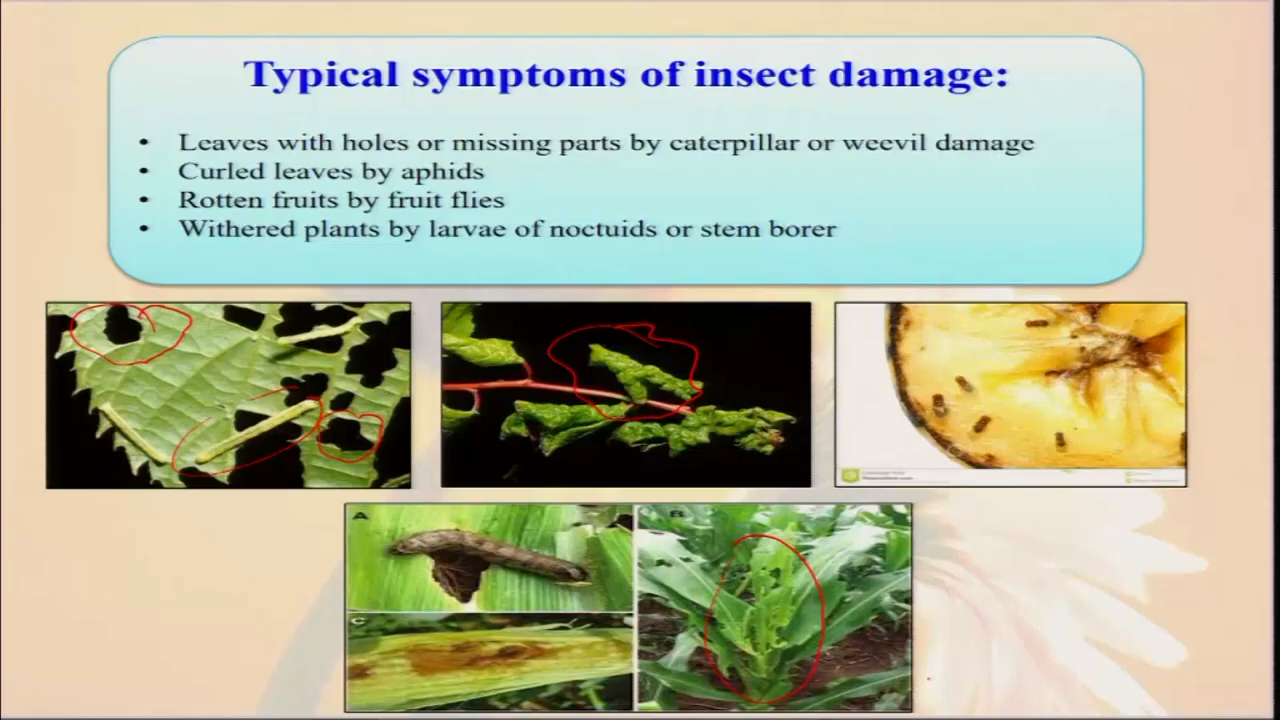 Typical symptoms of insect damage:
• Leaves with holes or missing parts by caterpillar or weevil damage
• Curled leaves by aphids
• Rotten fruits by fruit flies
• Withered plants by larvae of noctuids or stem borer
A
B
C